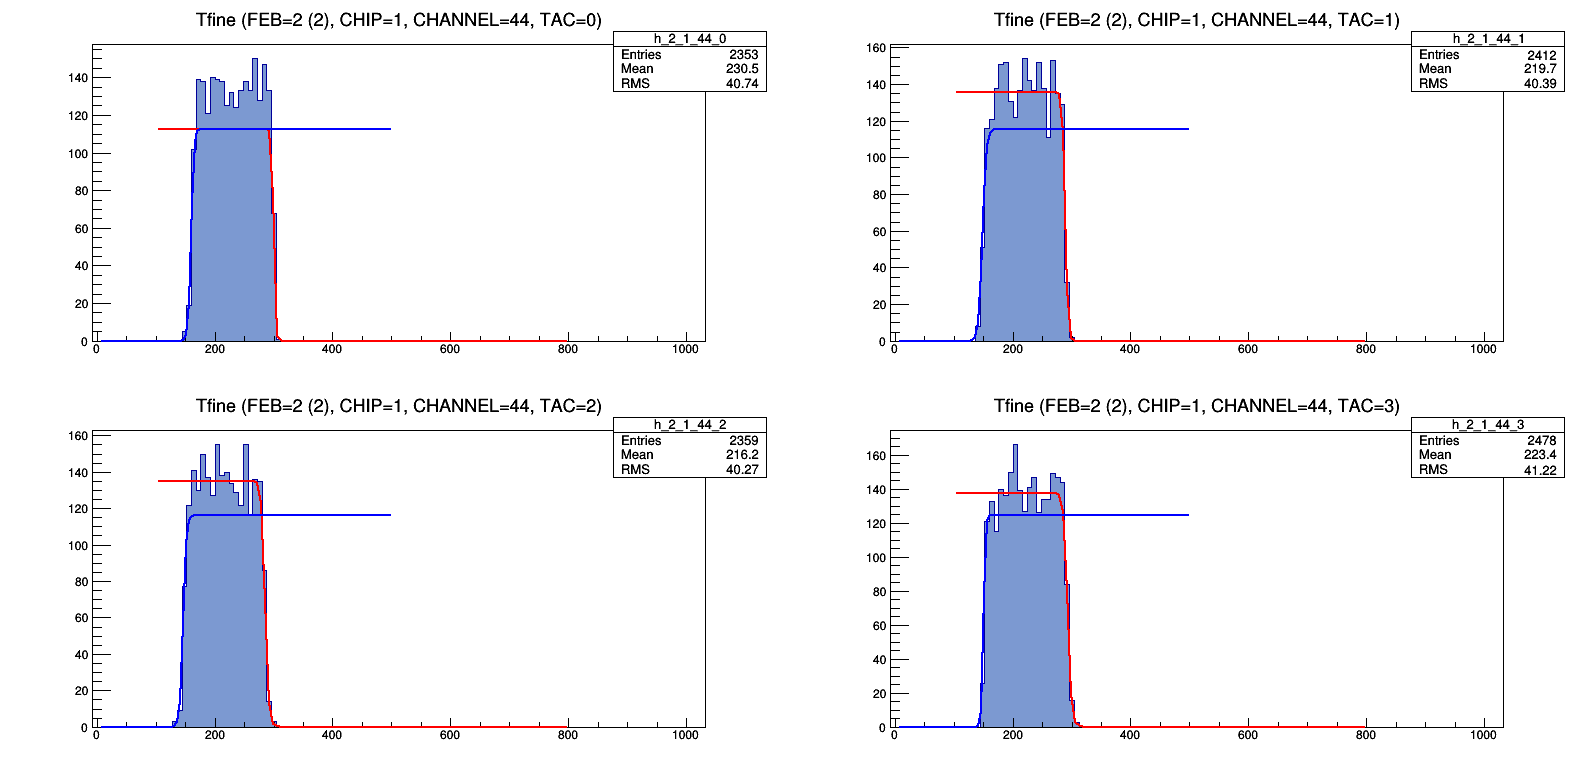 Tfine (FEB=2 (2), CHIP=1, CHANNEL=44, TAC=0)
h_2_1_44_0
Entries 2353
Mean 230.5
RMS 40.74
140
120
100
80
60
40
20
0
0 200 400 600 800 1000
Tfine (FEB=2 (2), CHIP=1, CHANNEL=44, TAC=1)
h_2_1_44_1
Entries 2412
Mean 219.7
RMS 40.39
160
140
120
100
80
60
40
20
0
0 200 400 600 800 1000
Tfine (FEB=2 (2), CHIP=1, CHANNEL=44, TAC=2)
h_2_1_44_2
Entries 2359
Mean 216.2
RMS 40.27
160
140
120
100
80
60
40
20
0
0 200 400 600 800 1000
Tfine (FEB=2 (2), CHIP=1, CHANNEL=44, TAC=3)
h_2_1_44_3
Entries 2478
Mean 223.4
RMS 41.22
160
140
120
100
80
60
40
20
0
0 200 400 600 800 1000